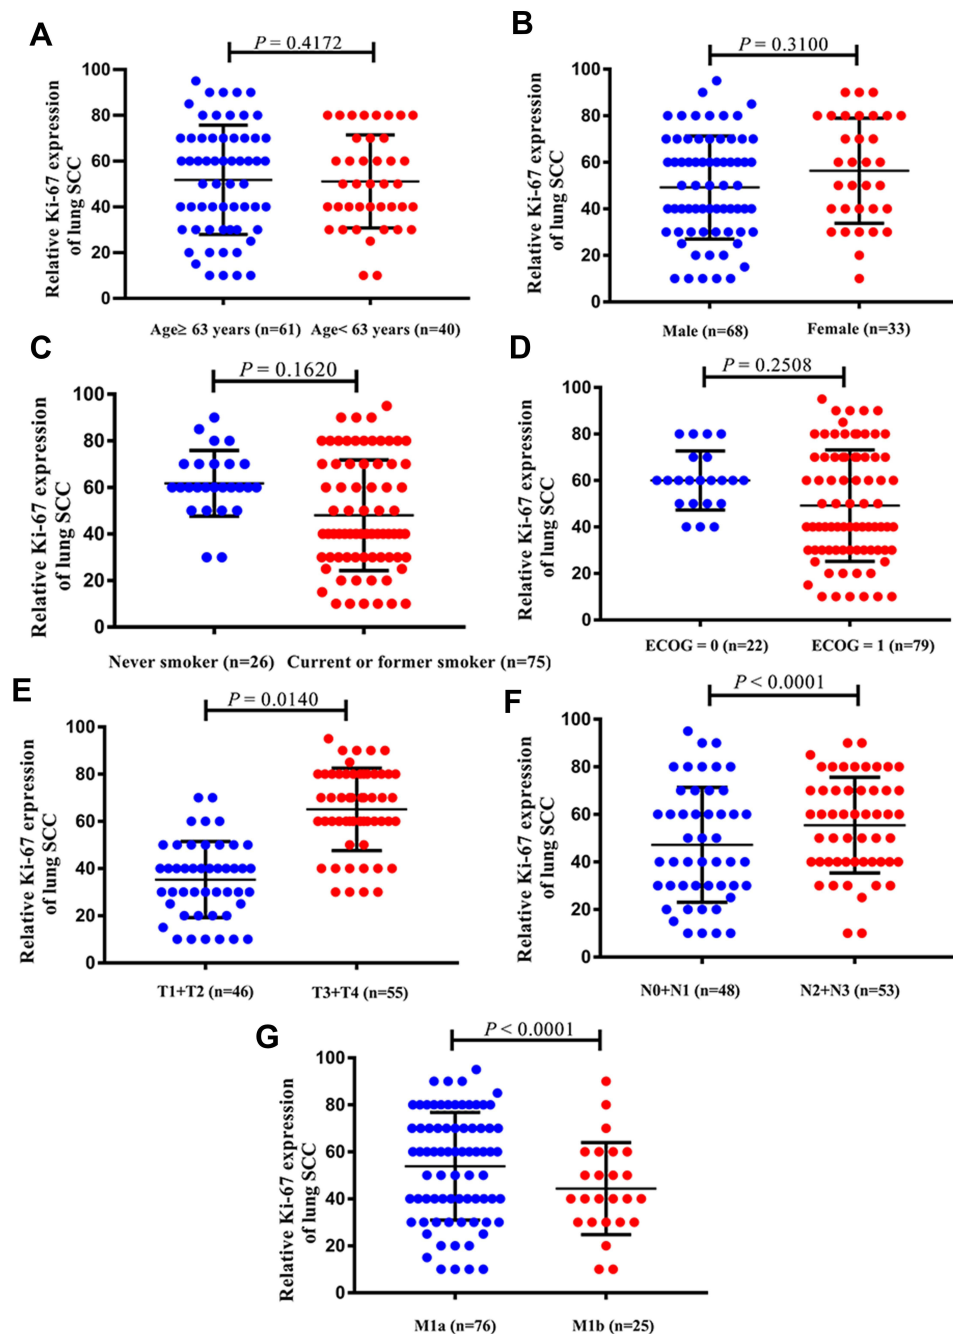 A
P = 0.4172
Relative Ki-67 expression
of lung SCC
100
80
60
40
20
0
Age≥ 63 years (n=61) Age< 63 years (n=40)
B
P = 0.3100
Relative Ki-67 expression
of lung SCC
100
80
60
40
20
0
Male (n=68) Female (n=33)
C
P = 0.1620
Relative Ki-67 expression
of lung SCC
100
80
60
40
20
0
Never smoker (n=26) Current or former smoker (n=75)
D
P = 0.2508
Relative Ki-67 expression
of lung SCC
100
80
60
40
20
0
ECOG = 0 (n=22) ECOG = 1 (n=79)
E
P = 0.0140
Relative Ki-67 erpression
of lung SCC
100
80
60
40
20
0
T1+T2 (n=46) T3+T4 (n=55)
F
P < 0.0001
Relative Ki-67 expression
of lung SCC
100
80
60
40
20
0
N0+N1 (n=48) N2+N3 (n=53)
G
P < 0.0001
Relative Ki-67 expression
of lung SCC
100
80
60
40
20
0
M1a (n=76) M1b (n=25)